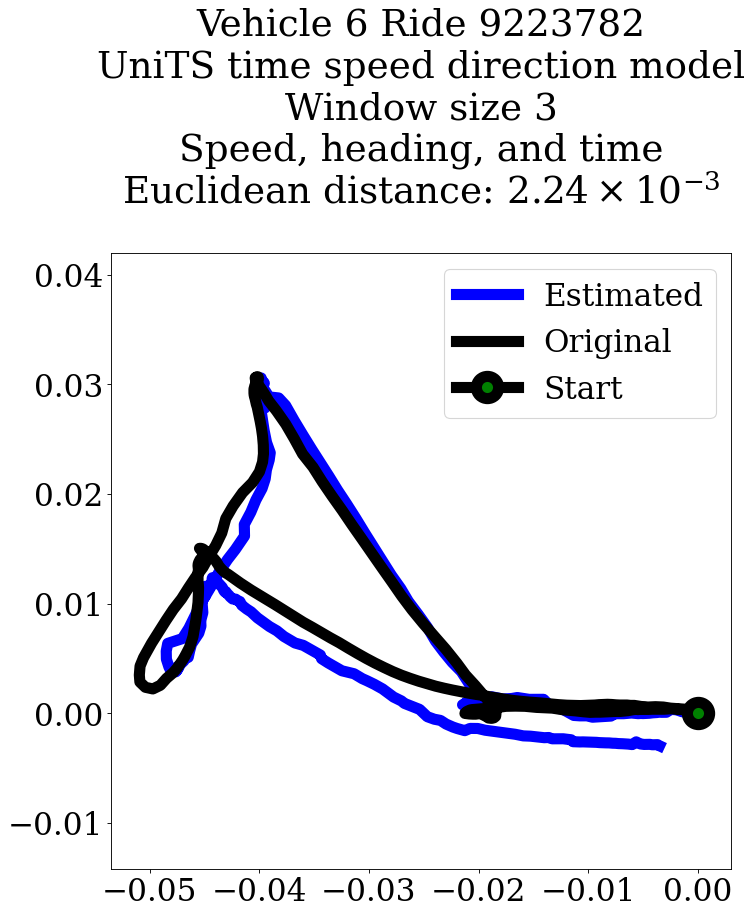 Vehicle 6 Ride 9223782
UniTS time speed direction model
Window size 3
Speed, heading, and time
Euclidean distance: 2.24 × 10⁻³
Estimated
Original
Start
0.04
0.03
0.02
0.01
0.00
−0.01
−0.05 −0.04 −0.03 −0.02 −0.01 0.00